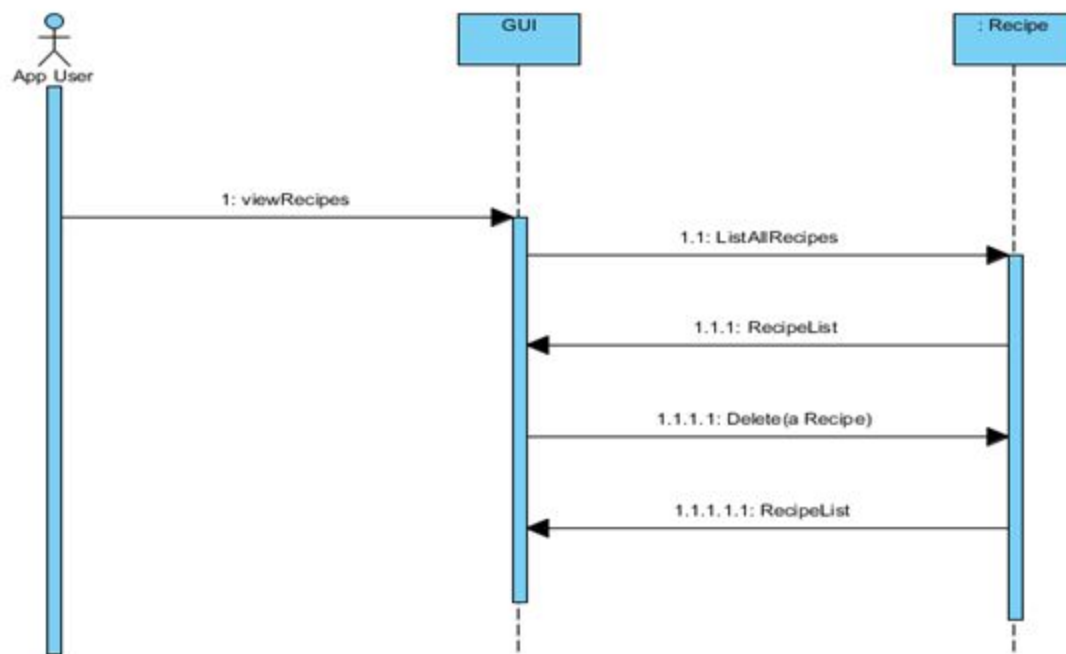 GUI
: Recipe
App User
1: viewRecipes
1.1: ListAllRecipes
1.1.1: RecipeList
1.1.1.1: Delete(a Recipe)
1.1.1.1.1: RecipeList